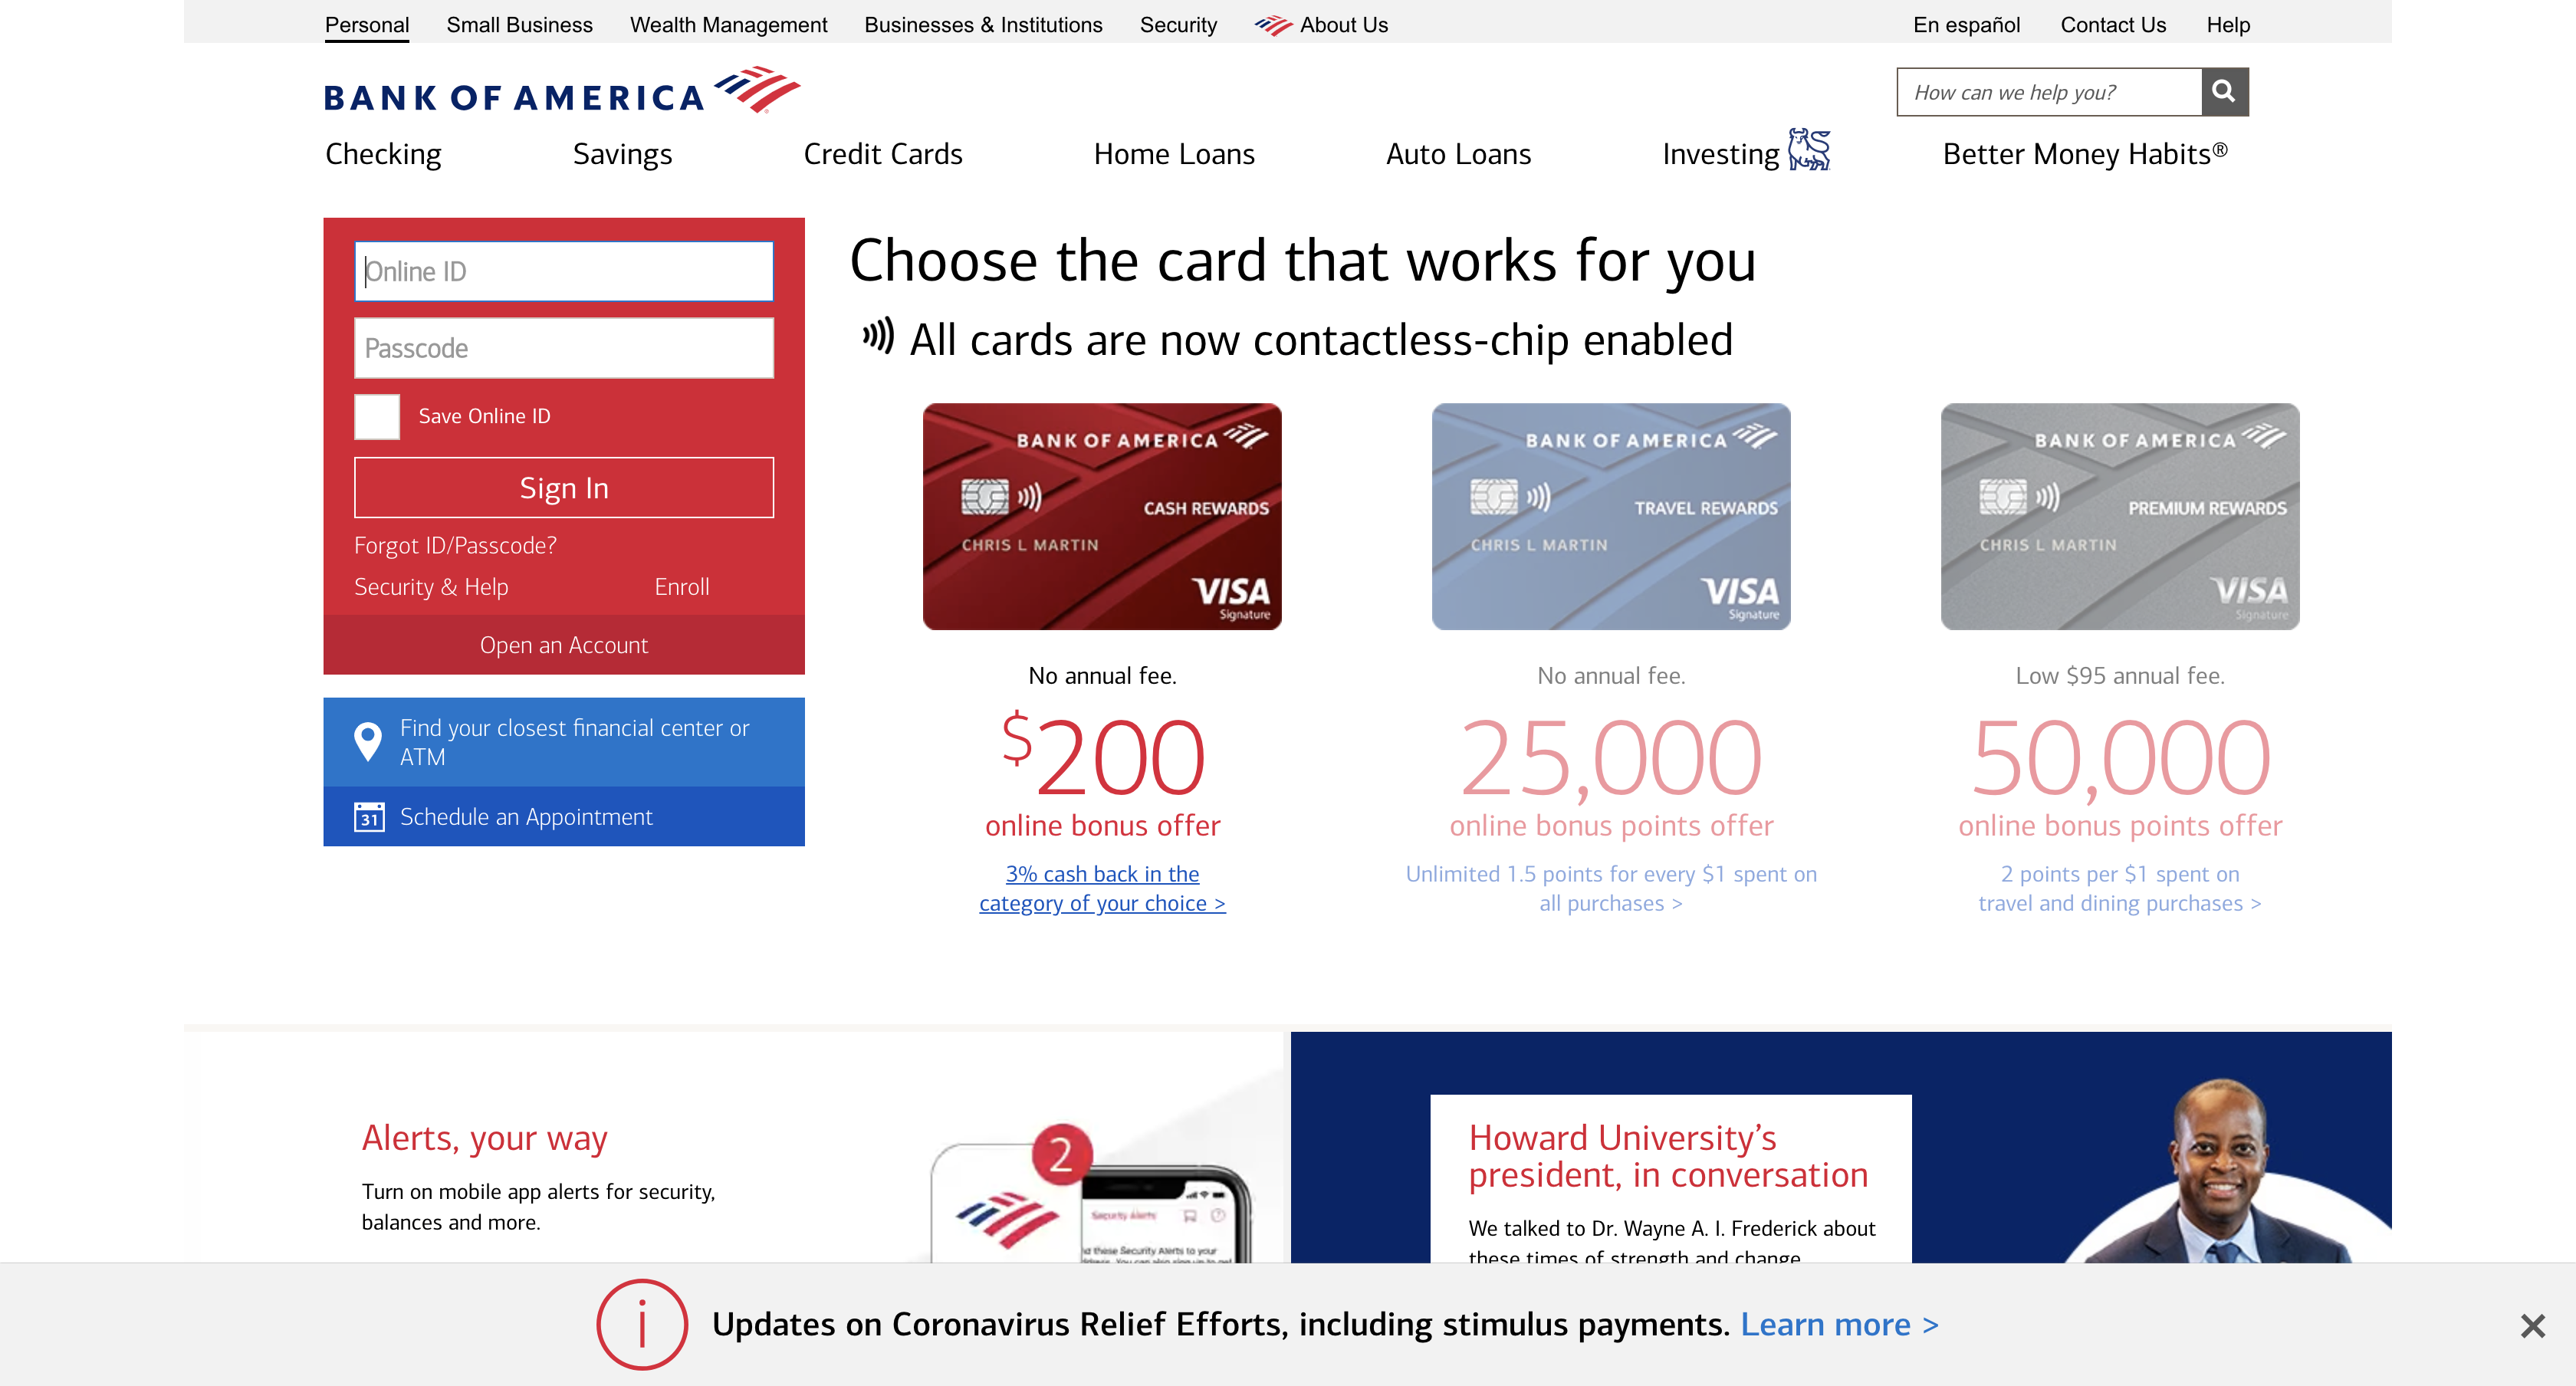 Personal Small Business Wealth Management Businesses & Institutions Security About Us En español Contact Us Help
BANK OF AMERICA
How can we help you?
Checking Savings Credit Cards Home Loans Auto Loans Investing Better Money Habits®
Online ID
Passcode
Save Online ID
Sign In
Forgot ID/Passcode?
Security & Help Enroll
Open an Account
Find your closest financial center or
ATM
31 Schedule an Appointment
Choose the card that works for you
All cards are now contactless-chip enabled
BANK OF AMERICA
CASH REWARDS
CHRIS L MARTIN
VISA
Signature
No annual fee.
$200
online bonus offer
3% cash back in the
category of your choice >
BANK OF AMERICA
TRAVEL REWARDS
CHRIS L MARTIN
VISA
Signature
No annual fee.
25,000
online bonus points offer
Unlimited 1.5 points for every $1 spent on
all purchases >
BANK OF AMERICA
PREMIUM REWARDS
CHRIS L MARTIN
VISA
Signature
Low $95 annual fee.
50,000
online bonus points offer
2 points per $1 spent on
travel and dining purchases >
Alerts, your way
Turn on mobile app alerts for security,
balances and more.
2
Security Alerts
these Security Alerts to your
Howard University’s
president, in conversation
We talked to Dr. Wayne A. I. Frederick about
these times of strength and change
Updates on Coronavirus Relief Efforts, including stimulus payments. Learn more >